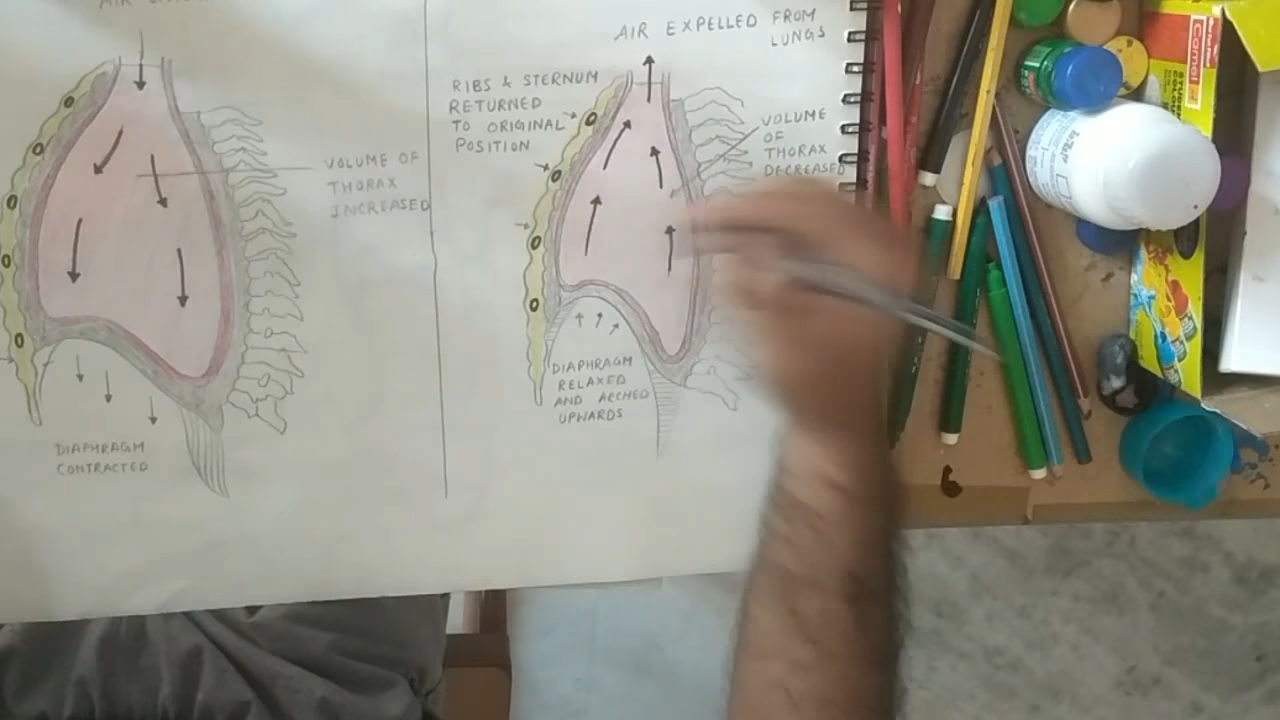 AIR
VOLUME OF
THORAX
INCREASED
DIAPHRAGM
CONTRACTED
AIR EXPELLED FROM
LUNGS
RIBS & STERNUM
RETURNED
TO ORIGINAL
POSITION
VOLUME
OF
THORAX
DECREASED
DIAPHRAGM
RELAXED
AND ARCHED
UPWARDS
Camel